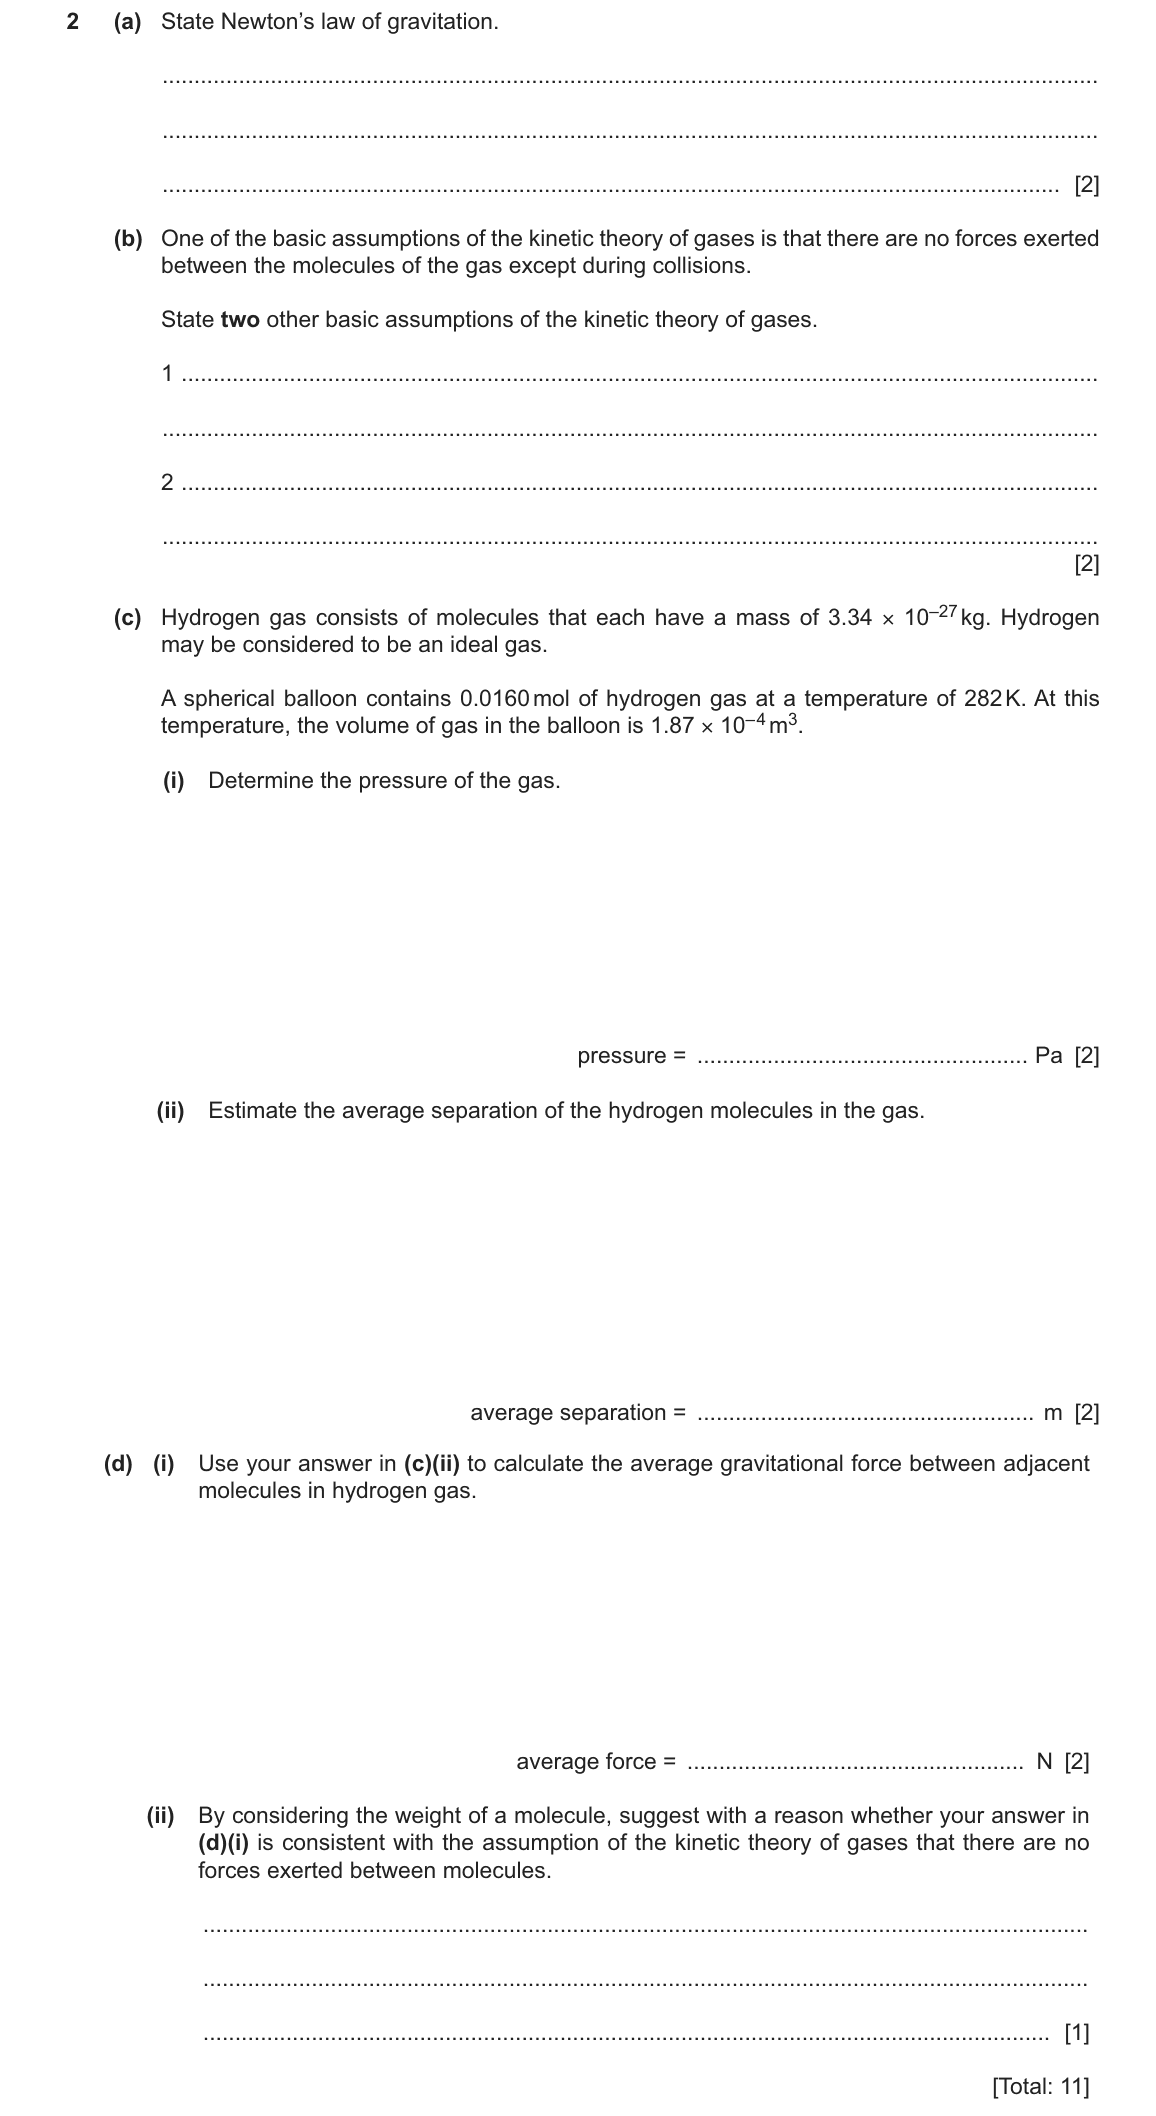 2 (a) State Newton’s law of gravitation.
..........................................................................................................................................
..........................................................................................................................................
..................................................................................................................................... [2]
(b) One of the basic assumptions of the kinetic theory of gases is that there are no forces exerted
between the molecules of the gas except during collisions.
State two other basic assumptions of the kinetic theory of gases.
1 .......................................................................................................................................
..........................................................................................................................................
2 .......................................................................................................................................
..........................................................................................................................................
[2]
(c) Hydrogen gas consists of molecules that each have a mass of 3.34 × 10⁻²⁷ kg. Hydrogen
may be considered to be an ideal gas.
A spherical balloon contains 0.0160 mol of hydrogen gas at a temperature of 282 K. At this
temperature, the volume of gas in the balloon is 1.87 × 10⁻⁴ m³.
(i) Determine the pressure of the gas.
pressure = .................................................... Pa [2]
(ii) Estimate the average separation of the hydrogen molecules in the gas.
average separation = ..................................................... m [2]
(d) (i) Use your answer in (c)(ii) to calculate the average gravitational force between adjacent
molecules in hydrogen gas.
average force = ..................................................... N [2]
(ii) By considering the weight of a molecule, suggest with a reason whether your answer in
(d)(i) is consistent with the assumption of the kinetic theory of gases that there are no
forces exerted between molecules.
...................................................................................................................................
...................................................................................................................................
.............................................................................................................................. [1]
[Total: 11]